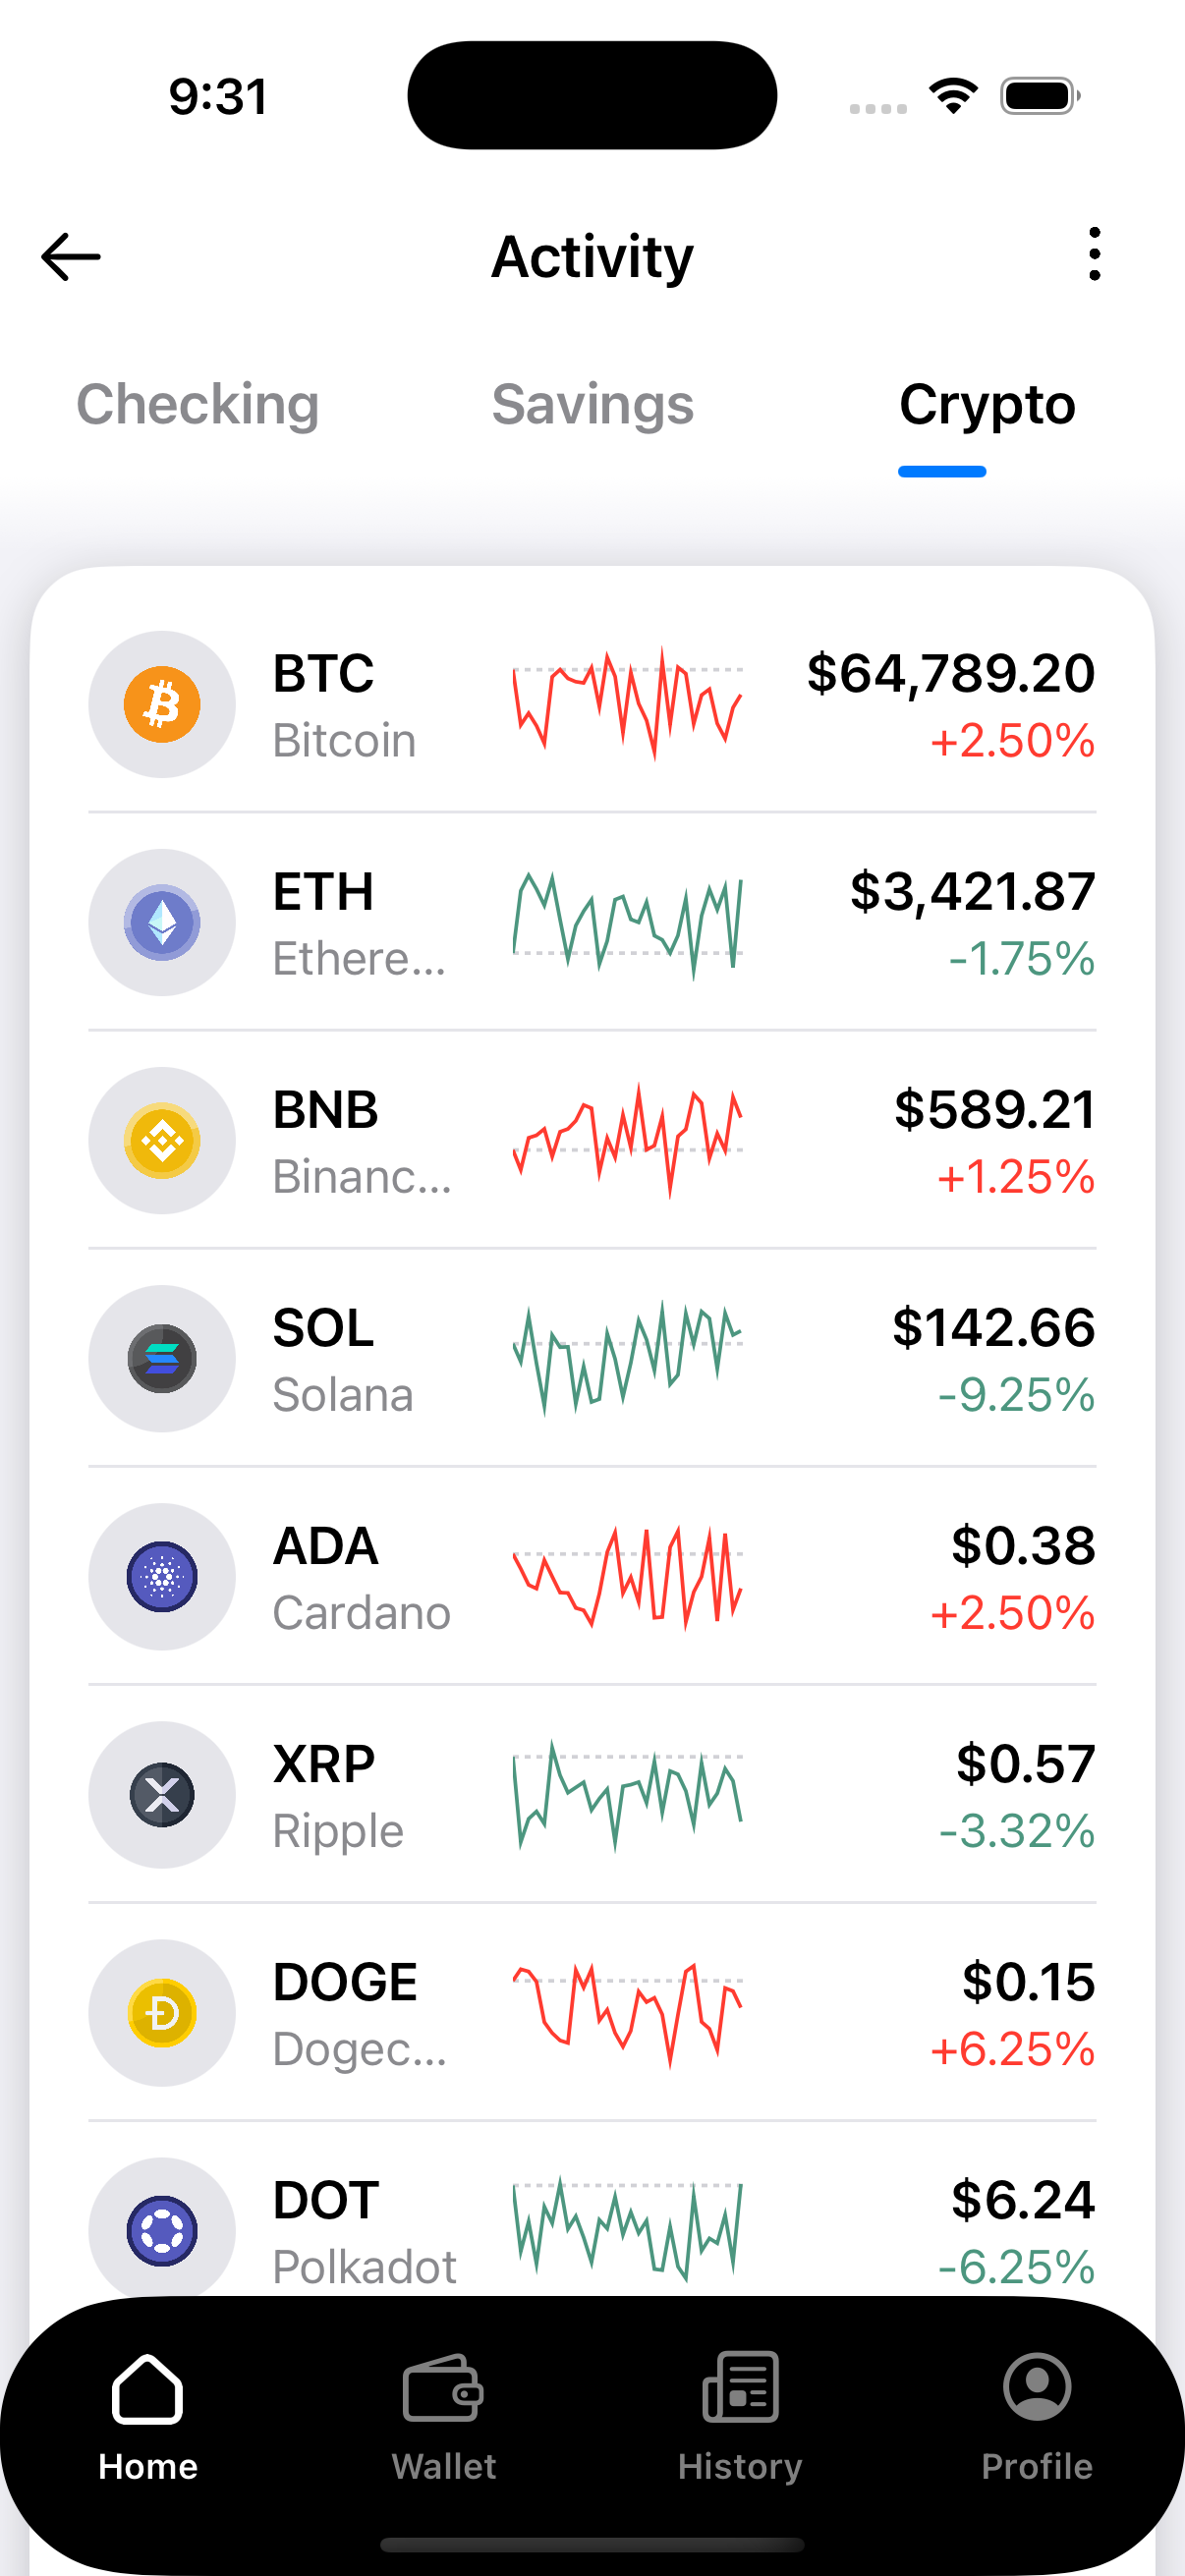 9:31
Activity
Checking Savings Crypto
BTC $64,789.20
Bitcoin +2.50%
ETH $3,421.87
Ethere... -1.75%
BNB $589.21
Binanc... +1.25%
SOL $142.66
Solana -9.25%
ADA $0.38
Cardano +2.50%
XRP $0.57
Ripple -3.32%
DOGE $0.15
Dogec... +6.25%
DOT $6.24
Polkadot -6.25%
Home Wallet History Profile